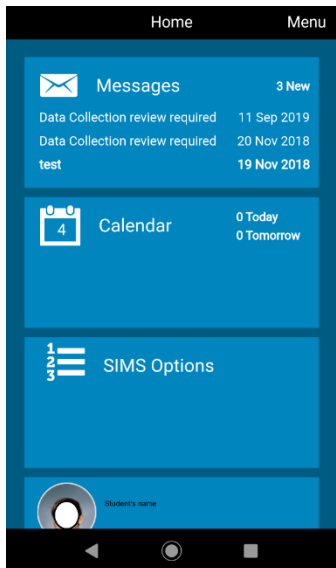 Home Menu
Messages 3 New
Data Collection review required 11 Sep 2019
Data Collection review required 20 Nov 2018
test 19 Nov 2018
4 Calendar 0 Today
0 Tomorrow
1
2
3
SIMS Options
Student's name